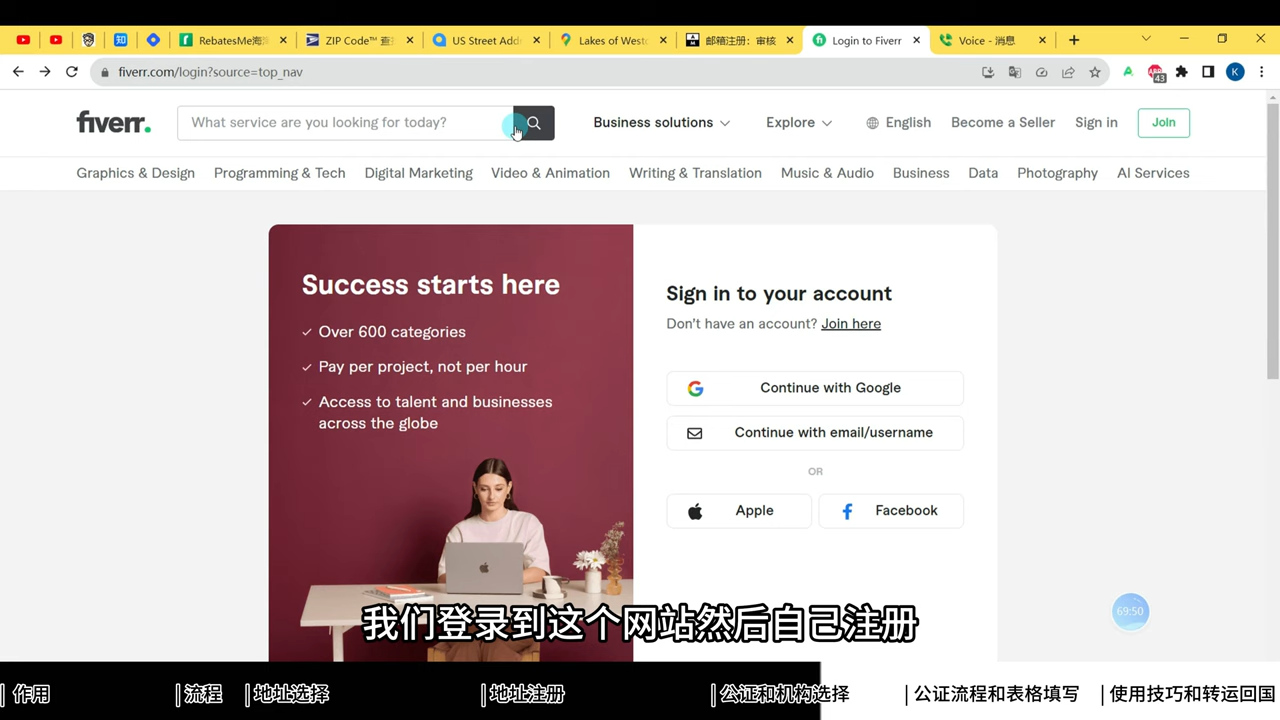 RebatesMe海
ZIP Code™ 查
US Street Add
Lakes of Westc
邮箱注册：审核
Login to Fiverr
Voice - 消息
fiverr.com/login?source=top_nav
43
K
fiverr.
What service are you looking for today?
Business solutions
Explore
English
Become a Seller
Sign in
Join
Graphics & Design
Programming & Tech
Digital Marketing
Video & Animation
Writing & Translation
Music & Audio
Business
Data
Photography
AI Services
Success starts here
Over 600 categories
Pay per project, not per hour
Access to talent and businesses
across the globe
Sign in to your account
Don't have an account? Join here
Continue with Google
Continue with email/username
OR
Apple
Facebook
69:50
我们登录到这个网站然后自己注册
| 作用
| 流程
| 地址选择
| 地址注册
| 公证和机构选择
| 公证流程和表格填写
| 使用技巧和转运回国